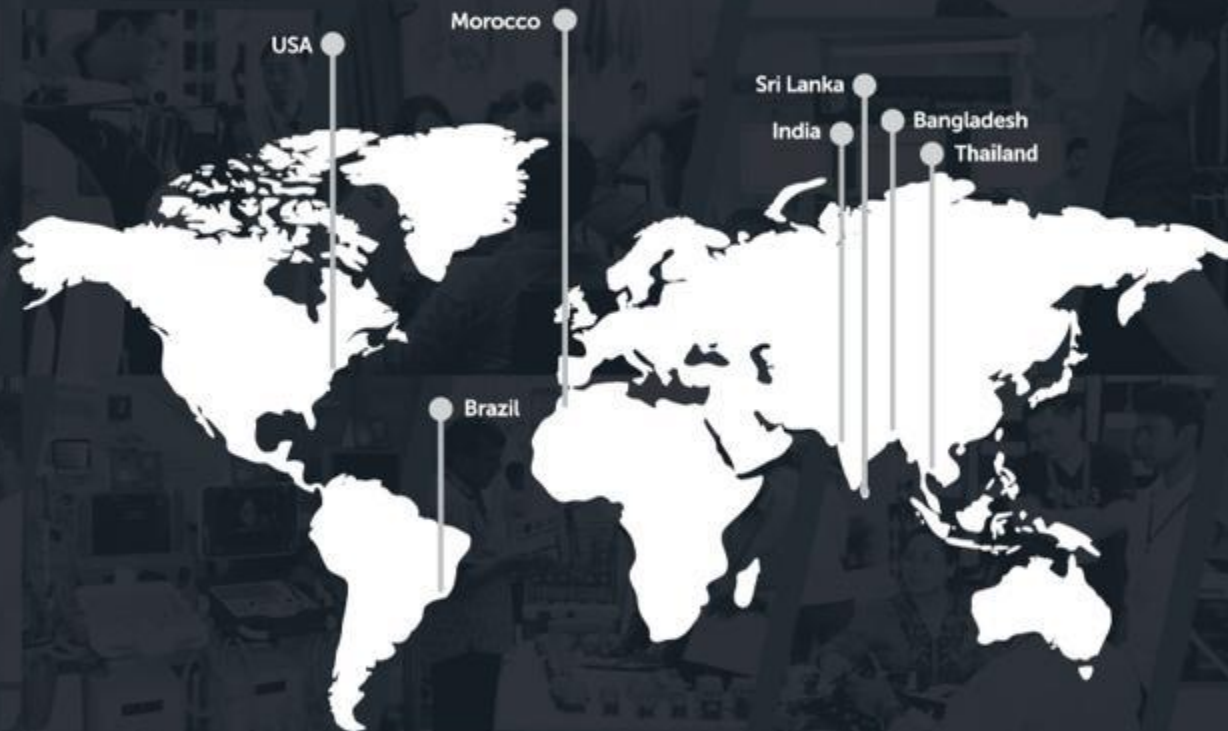 Morocco
USA
Sri Lanka
Bangladesh
India
Thailand
Brazil